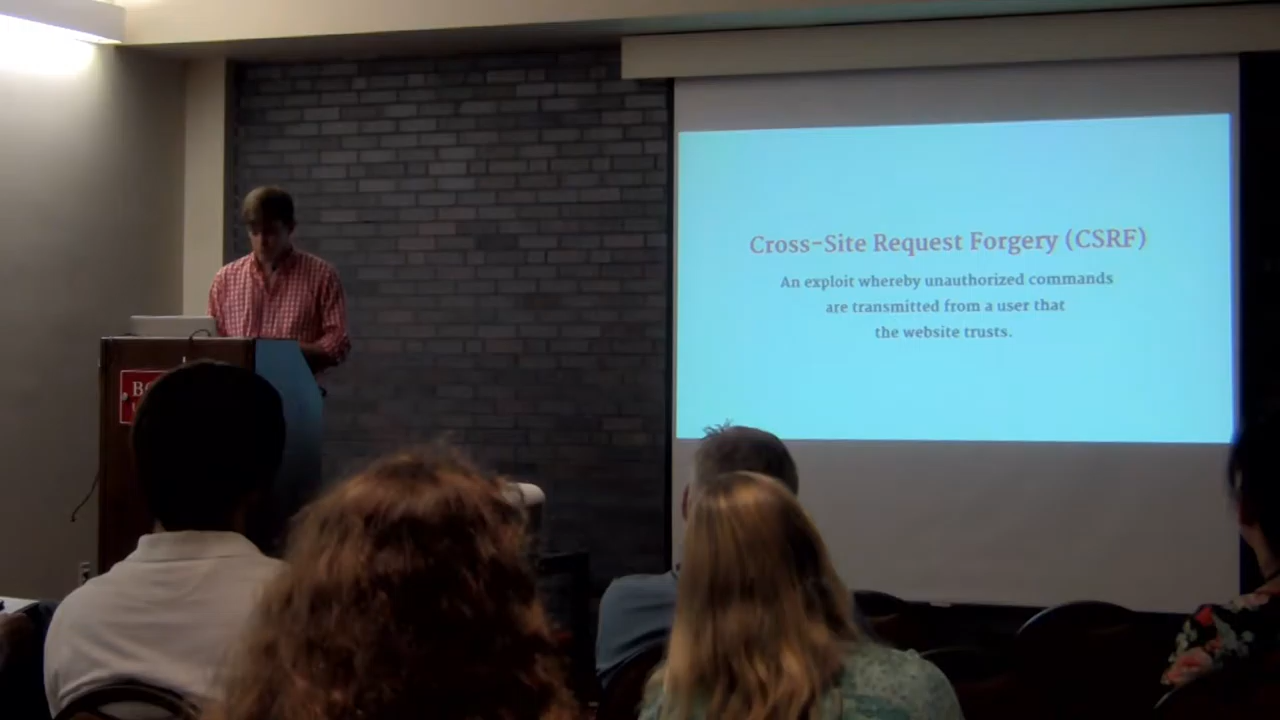 Cross-Site Request Forgery (CSRF)
An exploit whereby unauthorized commands
are transmitted from a user that
the website trusts.